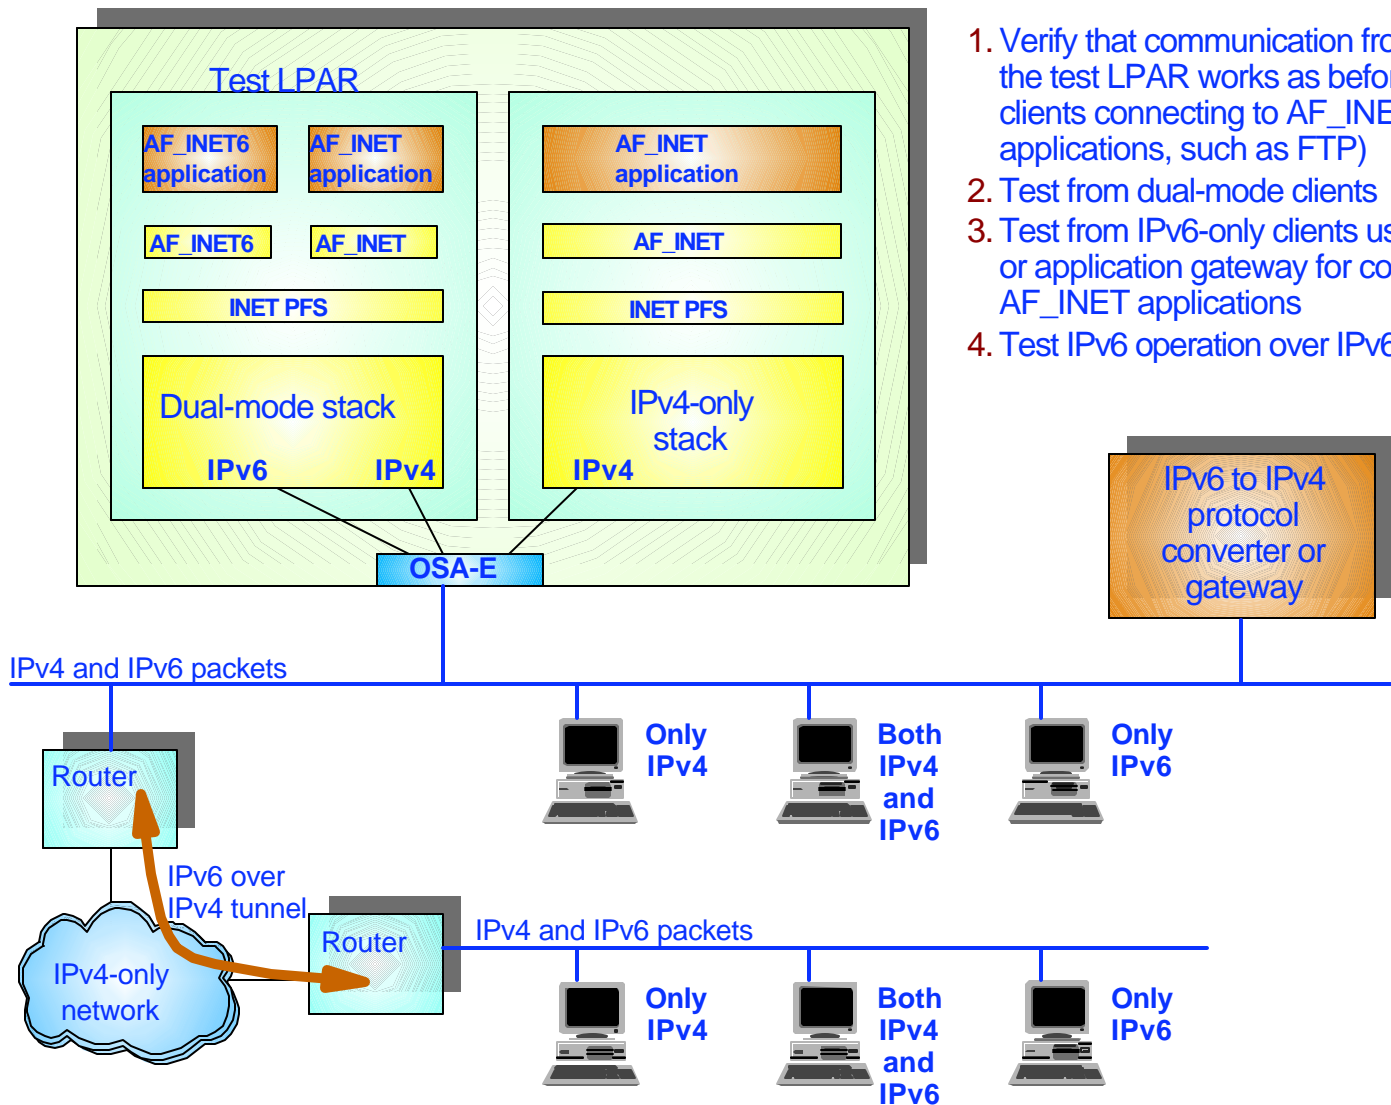 Test LPAR
AF_INET6
application
AF_INET
application
AF_INET
application
AF_INET6
AF_INET
AF_INET
INET PFS
INET PFS
Dual-mode stack
IPv4-only
stack
IPv6
IPv4
IPv4
OSA-E
1. Verify that communication fro
the test LPAR works as befor
clients connecting to AF_INE
applications, such as FTP)
2. Test from dual-mode clients
3. Test from IPv6-only clients us
or application gateway for co
AF_INET applications
4. Test IPv6 operation over IPv6
IPv6 to IPv4
protocol
converter or
gateway
IPv4 and IPv6 packets
Router
Only
IPv4
Both
IPv4
and
IPv6
Only
IPv6
IPv6 over
IPv4 tunnel
IPv4-only
network
Router
IPv4 and IPv6 packets
Only
IPv4
Both
IPv4
and
IPv6
Only
IPv6